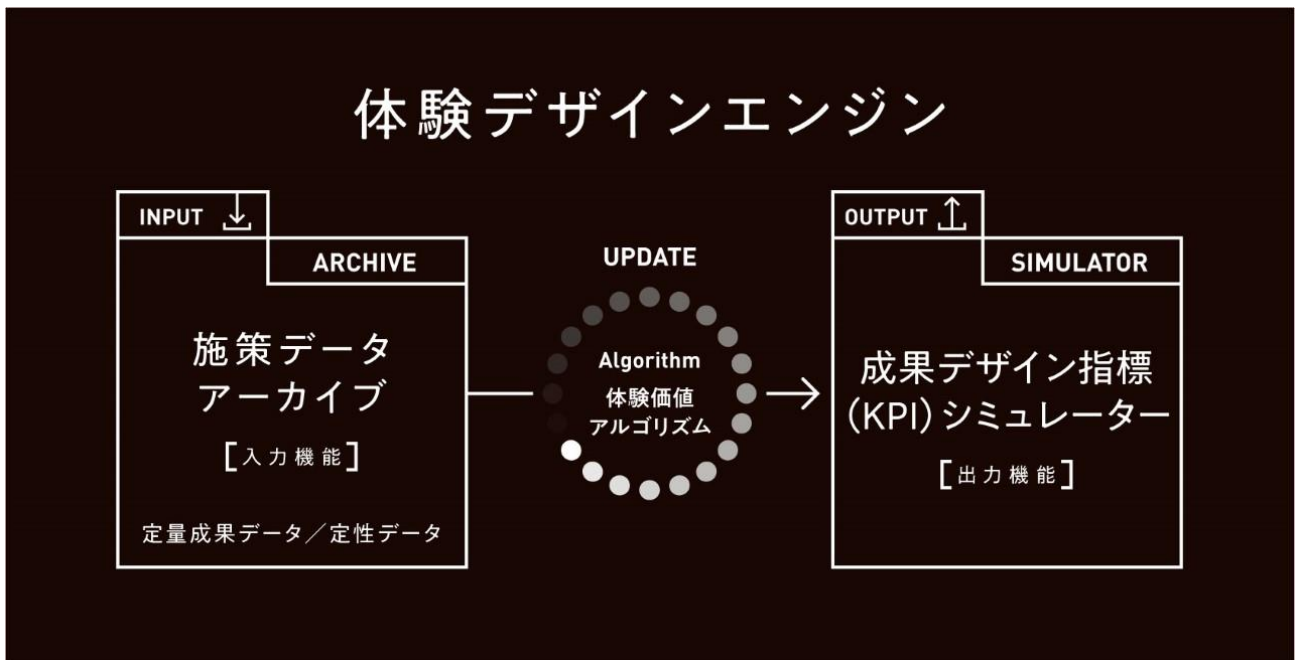 体験デザインエンジン
INPUT
ARCHIVE
施策データ
アーカイブ
[入力機能]
定量成果データ／定性データ
UPDATE
Algorithm
体験価値
アルゴリズム
OUTPUT
SIMULATOR
成果デザイン指標
(KPI)シミュレーター
[出力機能]